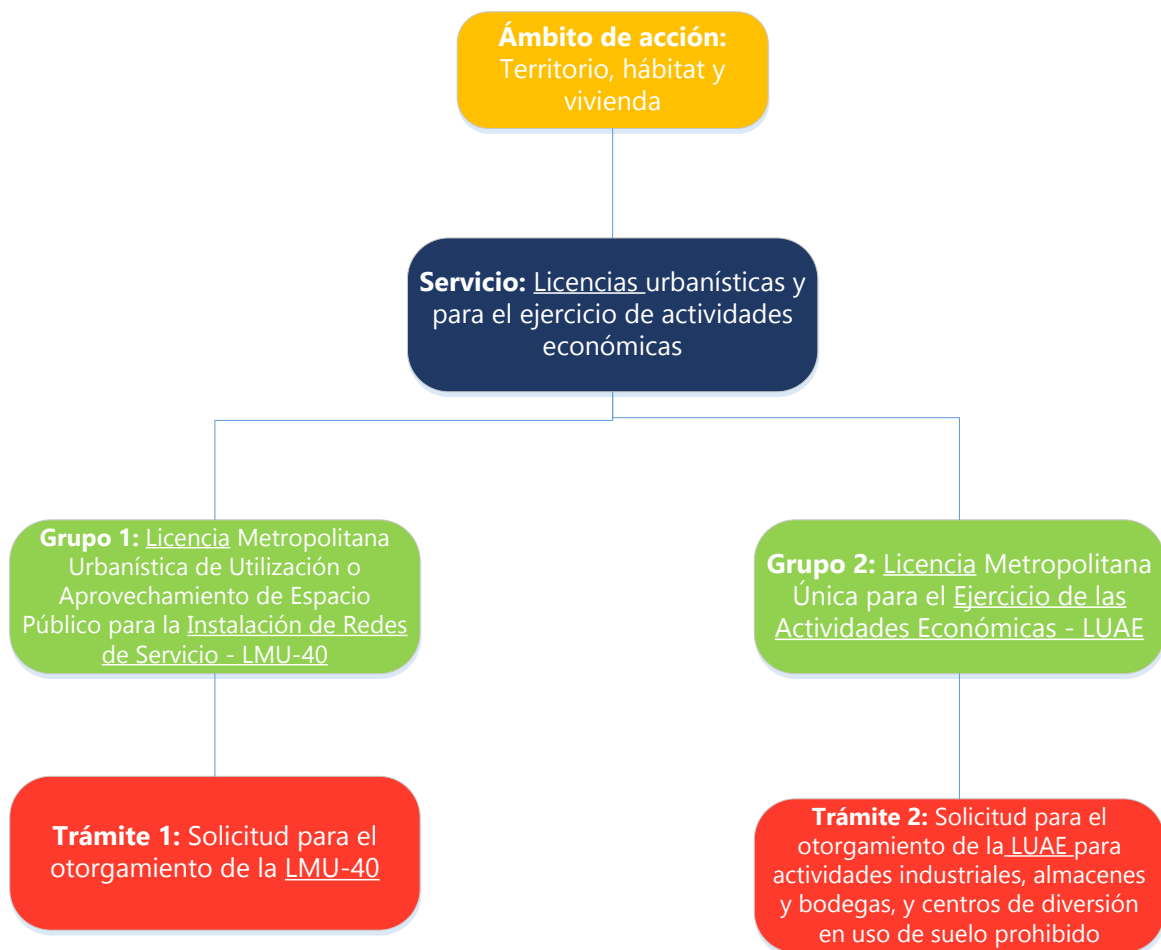 Ámbito de acción:
Territorio, hábitat y
vivienda
Servicio: Licencias urbanísticas y
para el ejercicio de actividades
económicas
Grupo 1: Licencia Metropolitana
Urbanística de Utilización o
Aprovechamiento de Espacio
Público para la Instalación de Redes
de Servicio - LMU-40
Grupo 2: Licencia Metropolitana
Única para el Ejercicio de las
Actividades Económicas - LUAE
Trámite 1: Solicitud para el
otorgamiento de la LMU-40
Trámite 2: Solicitud para el
otorgamiento de la LUAE para
actividades industriales, almacenes
y bodegas, y centros de diversión
en uso de suelo prohibido